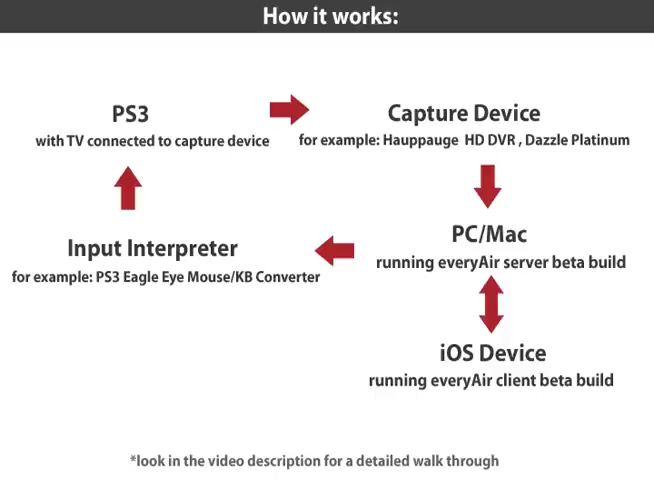 How it works:
PS3
with TV connected to capture device
Capture Device
for example: Hauppauge HD DVR , Dazzle Platinum
PC/Mac
running everyAir server beta build
Input Interpreter
for example: PS3 Eagle Eye Mouse/KB Converter
iOS Device
running everyAir client beta build
*look in the video description for a detailed walk through